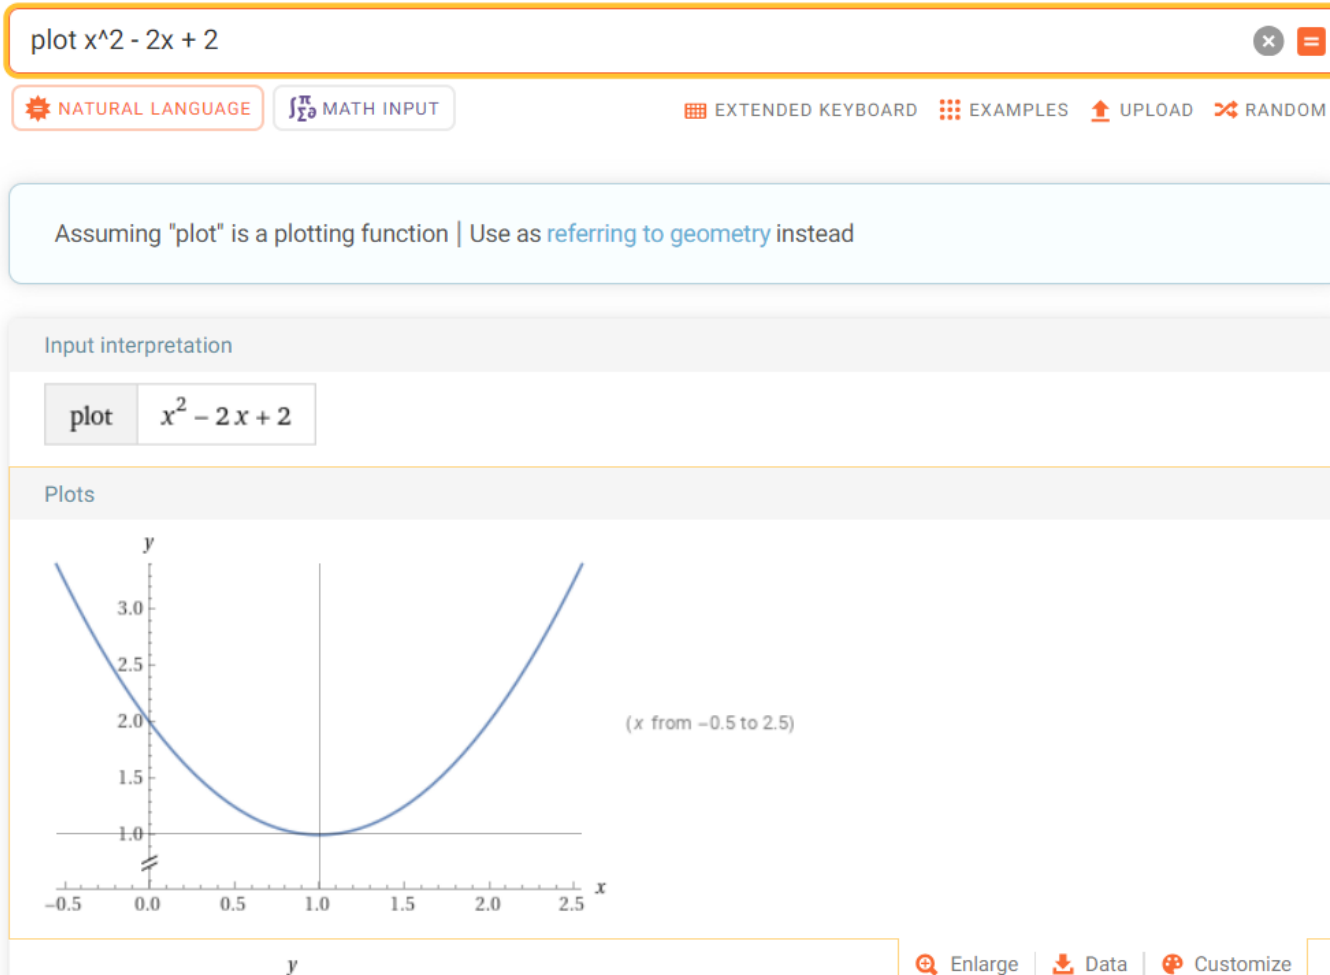 plot x^2 - 2x + 2
NATURAL LANGUAGE
∫π Σ∂ MATH INPUT
EXTENDED KEYBOARD
EXAMPLES
UPLOAD
RANDOM
Assuming "plot" is a plotting function | Use as referring to geometry instead
Input interpretation
plot x² − 2 x + 2
Plots
y
3.0
2.5
2.0
1.5
1.0
(x from −0.5 to 2.5)
x
−0.5 0.0 0.5 1.0 1.5 2.0 2.5
y
Enlarge | Data | Customize